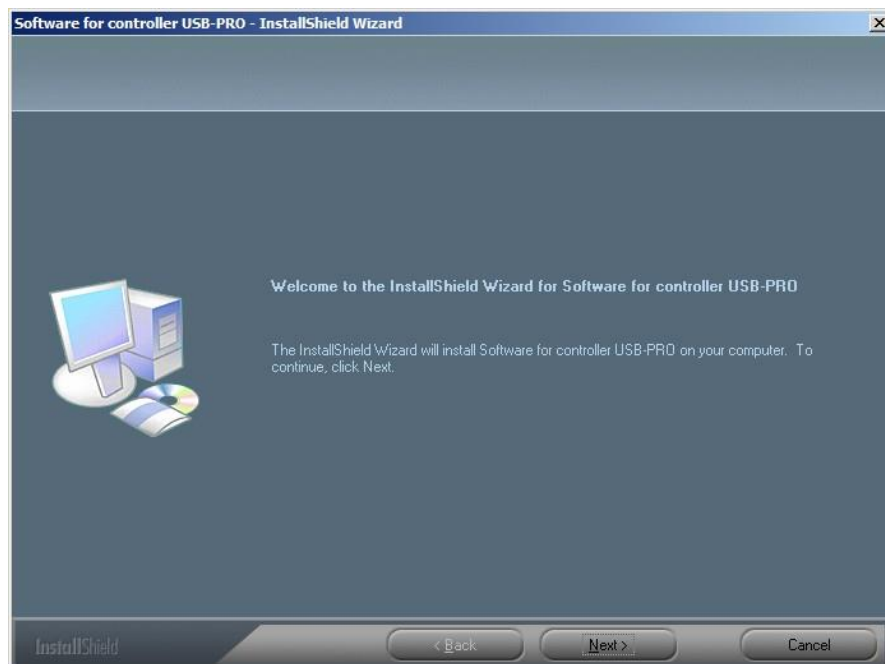 Software for controller USB-PRO - InstallShield Wizard
Welcome to the InstallShield Wizard for Software for controller USB-PRO
The InstallShield Wizard will install Software for controller USB-PRO on your computer. To
continue, click Next.
InstallShield
< Back
Next >
Cancel